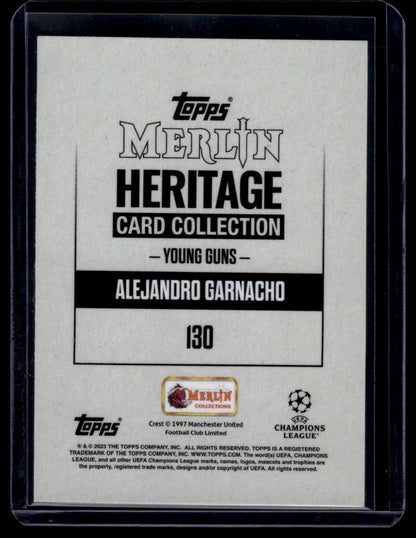 Topps®
MERLIN
HERITAGE
CARD COLLECTION
– YOUNG GUNS –
ALEJANDRO GARNACHO
130
MERLIN
COLLECTIONS
Topps®
Crest © 1997 Manchester United
Football Club Limited
UEFA
CHAMPIONS
LEAGUE™
® & © 2023 THE TOPPS COMPANY, INC. ALL RIGHTS RESERVED. TOPPS IS A REGISTERED
TRADEMARK OF THE TOPPS COMPANY, INC. WWW.TOPPS.COM. The word(s) UEFA, CHAMPIONS
LEAGUE, and all other UEFA Champions League marks, names, logos, mascots and trophies are
the property, registered trade marks, designs and/or copyright of UEFA. All rights reserved.